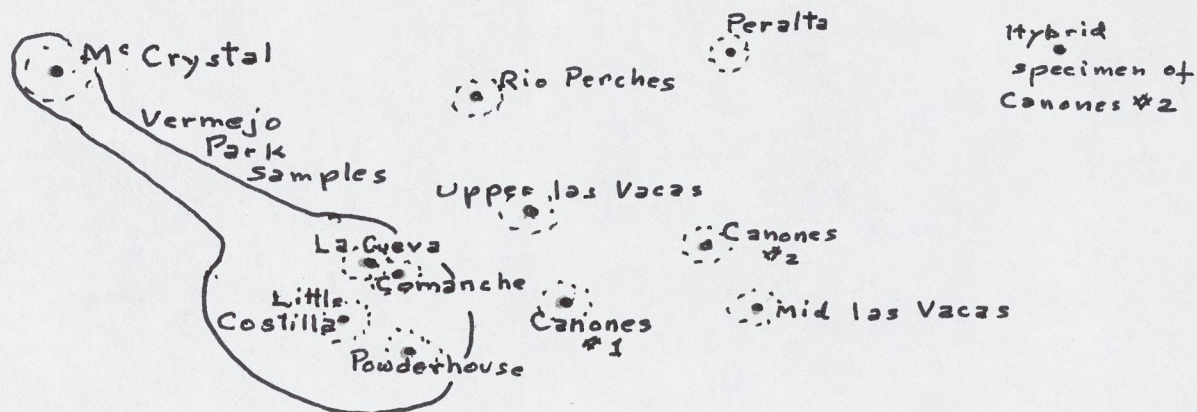 Peralta
Hybrid
specimen of
Canones #2
Mc Crystal
Rio Perches
Vermejo
Park
samples
Upper las Vacas
La Cueva
Comanche
Canones
#2
Little
Costilla
Canones
#1
Mid las Vacas
Powderhouse